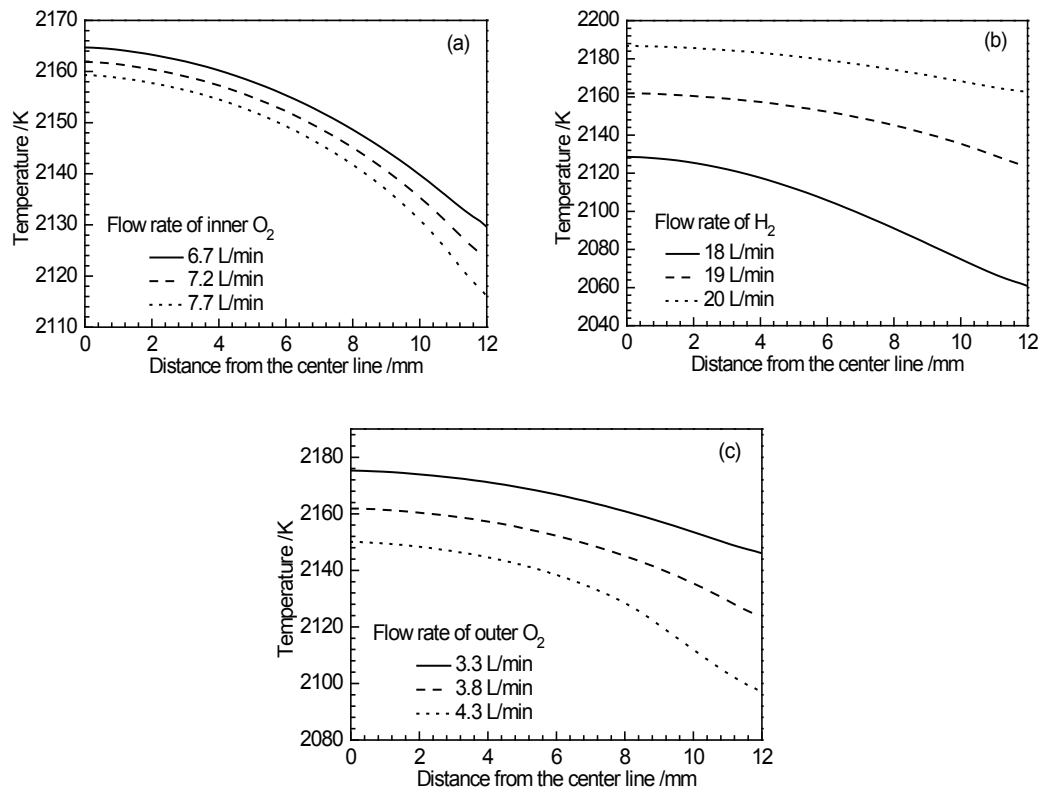 (a)
2170
2160
2150
2140
2130
2120
2110
Temperature /K
Flow rate of inner O2
6.7 L/min
7.2 L/min
7.7 L/min
0 2 4 6 8 10 12
Distance from the center line /mm
(b)
2200
2180
2160
2140
2120
2100
2080
2060
2040
Temperature /K
Flow rate of H2
18 L/min
19 L/min
20 L/min
0 2 4 6 8 10 12
Distance from the center line /mm
(c)
2180
2160
2140
2120
2100
2080
Temperature /K
Flow rate of outer O2
3.3 L/min
3.8 L/min
4.3 L/min
0 2 4 6 8 10 12
Distance from the center line /mm